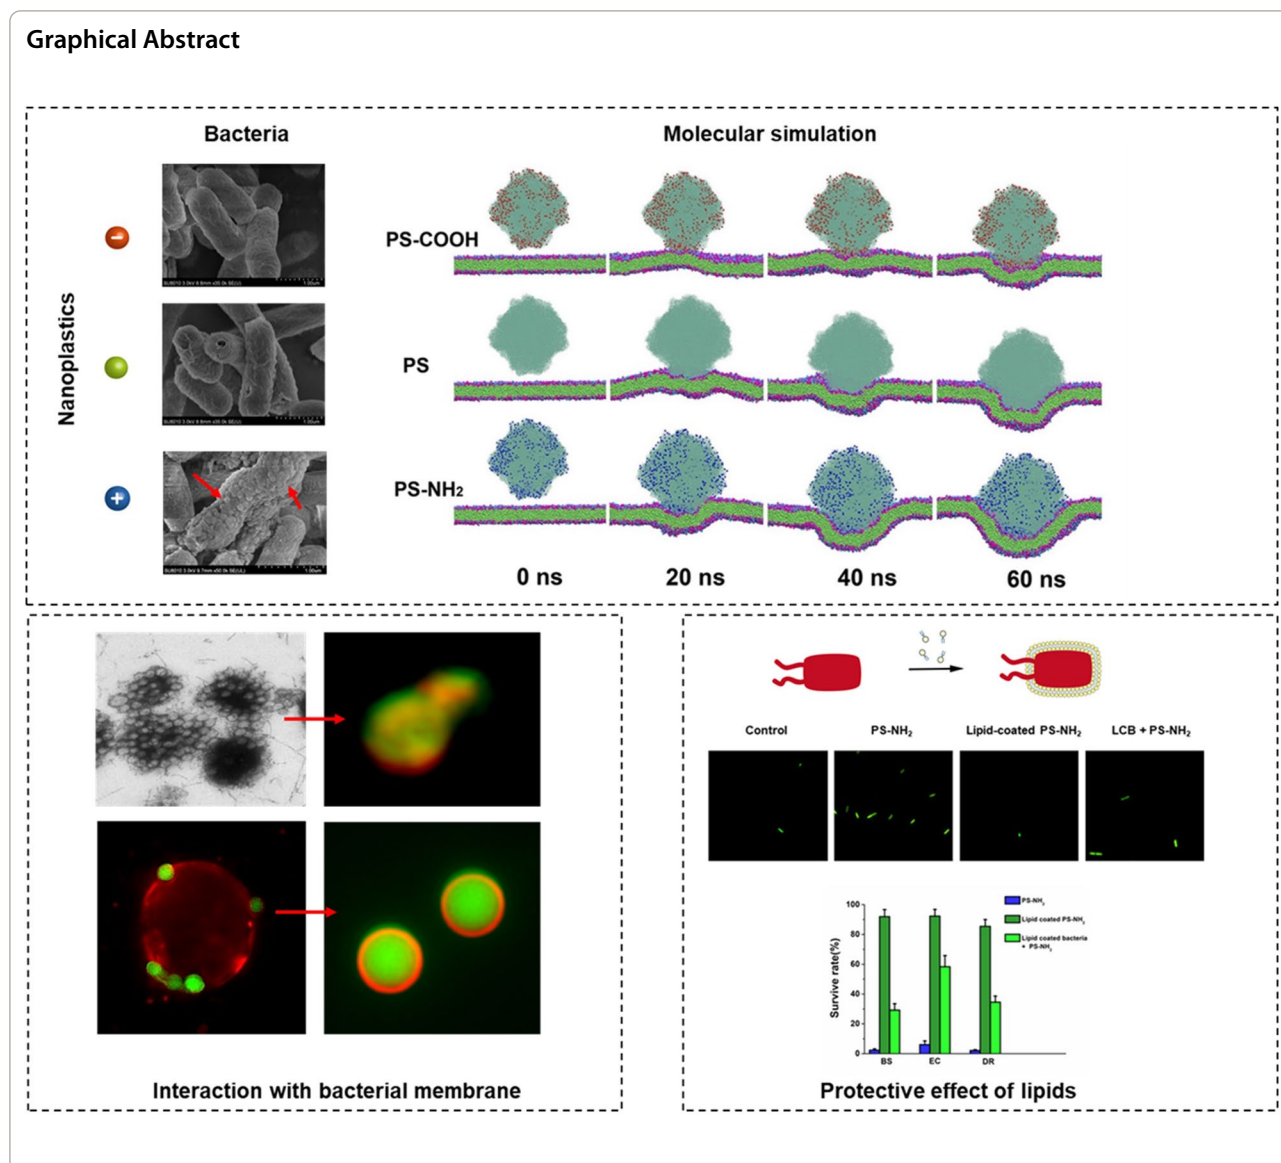 Graphical Abstract
Bacteria
Molecular simulation
Nanoplastics
PS-COOH
PS
PS-NH2
0 ns
20 ns
40 ns
60 ns
Control
PS-NH2
Lipid-coated PS-NH2
LCB + PS-NH2
Survive rate(%)
100
80
60
40
20
0
BS
EC
DR
PS-NH2
Lipid coated PS-NH2
Lipid coated bacteria
+ PS-NH2
Interaction with bacterial membrane
Protective effect of lipids